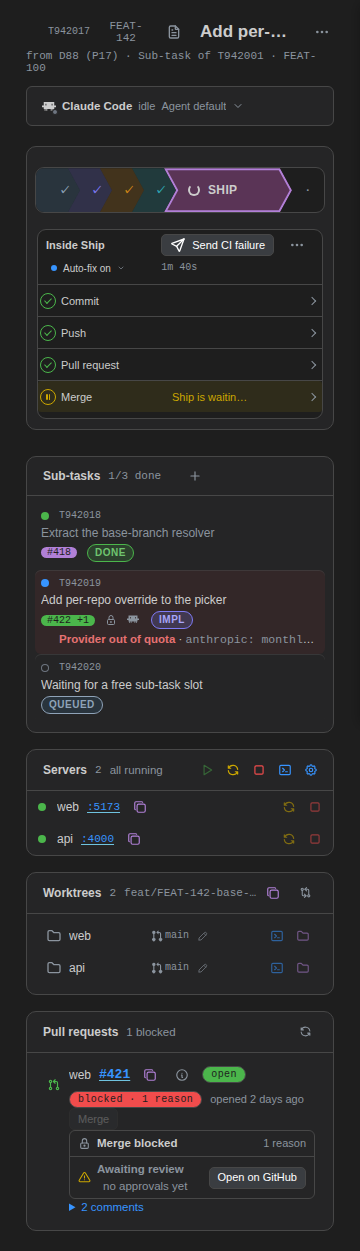 T942017 FEAT-142 Add per-…
from D88 (P17) · Sub-task of T942001 · FEAT-100
Claude Code idle Agent default
SHIP
Inside Ship Send CI failure
Auto-fix on 1m 40s
Commit
Push
Pull request
Merge Ship is waitin…
Sub-tasks 1/3 done
T942018
Extract the base-branch resolver
#418 DONE
T942019
Add per-repo override to the picker
#422 +1 IMPL
Provider out of quota · anthropic: monthl…
T942020
Waiting for a free sub-task slot
QUEUED
Servers 2 all running
web :5173
api :4000
Worktrees 2 feat/FEAT-142-base-…
web main
api main
Pull requests 1 blocked
web #421 open
blocked · 1 reason opened 2 days ago
Merge
Merge blocked 1 reason
Awaiting review
no approvals yet
Open on GitHub
2 comments